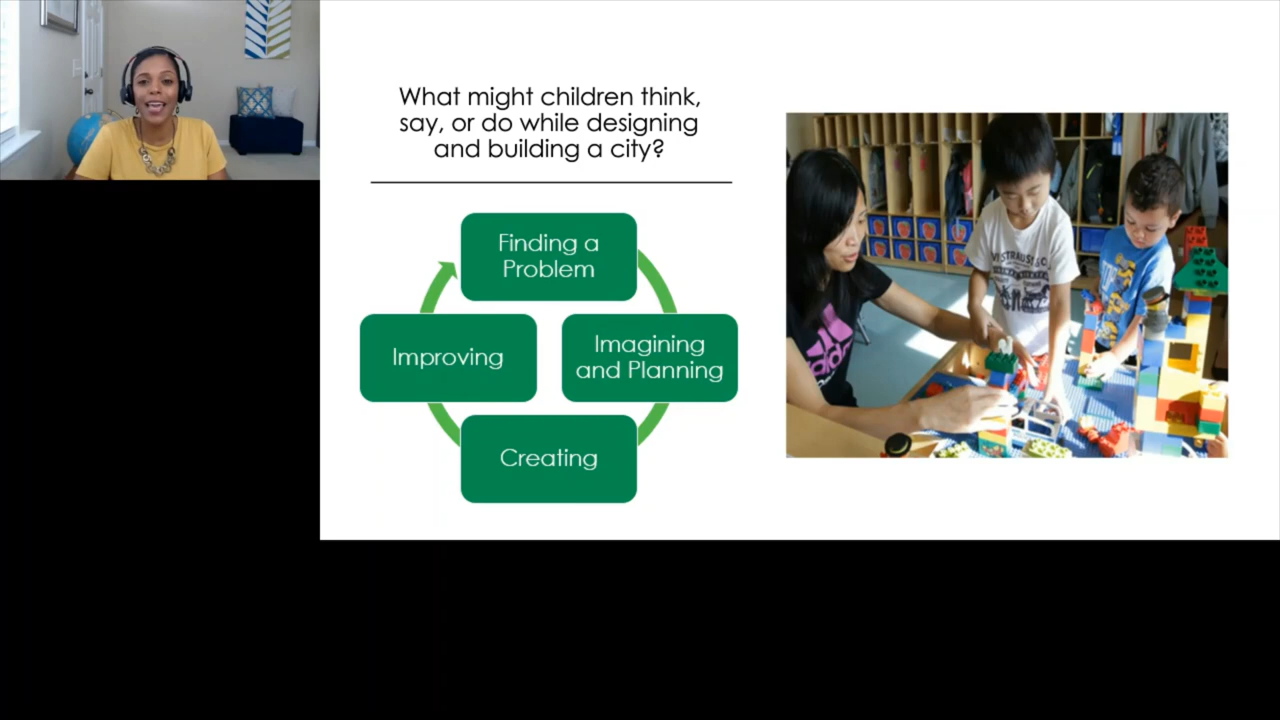 What might children think,
say, or do while designing
and building a city?
Finding a
Problem
Imagining
and Planning
Improving
Creating
adidas